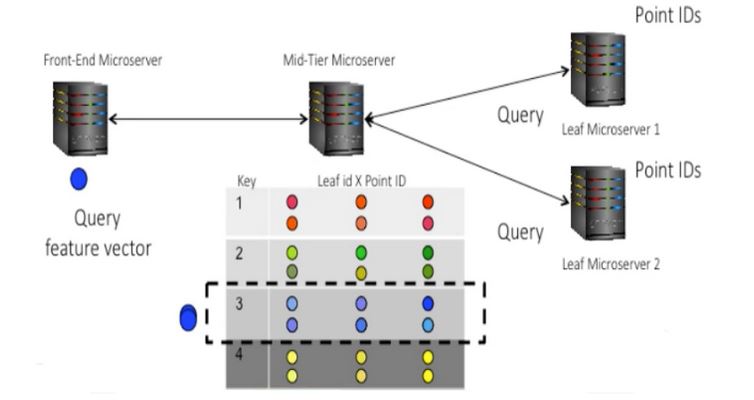 Point IDs
Front-End Microserver
Mid-Tier Microserver
Query
Leaf Microserver 1
Point IDs
Key
Leaf id X Point ID
1
Query
feature vector
Query
2
Leaf Microserver 2
3
4